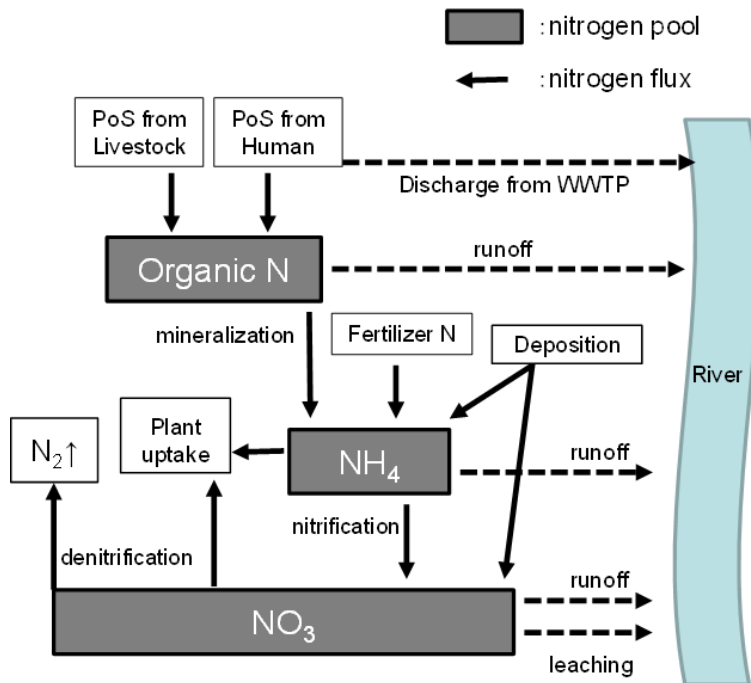 :nitrogen pool
:nitrogen flux
PoS from
Livestock
PoS from
Human
Discharge from WWTP
Organic N
runoff
mineralization
Fertilizer N
Deposition
River
N₂↑
Plant
uptake
NH₄
runoff
nitrification
denitrification
runoff
NO₃
leaching